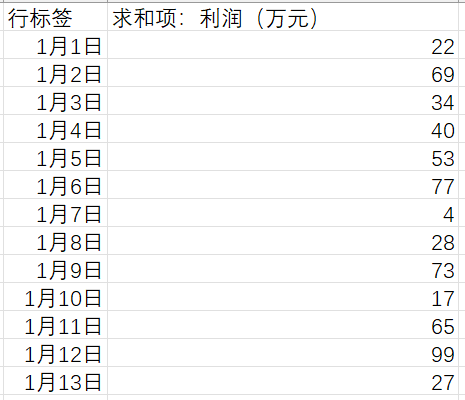 行标签 求和项：利润（万元）
1月1日 22
1月2日 69
1月3日 34
1月4日 40
1月5日 53
1月6日 77
1月7日 4
1月8日 28
1月9日 73
1月10日 17
1月11日 65
1月12日 99
1月13日 27